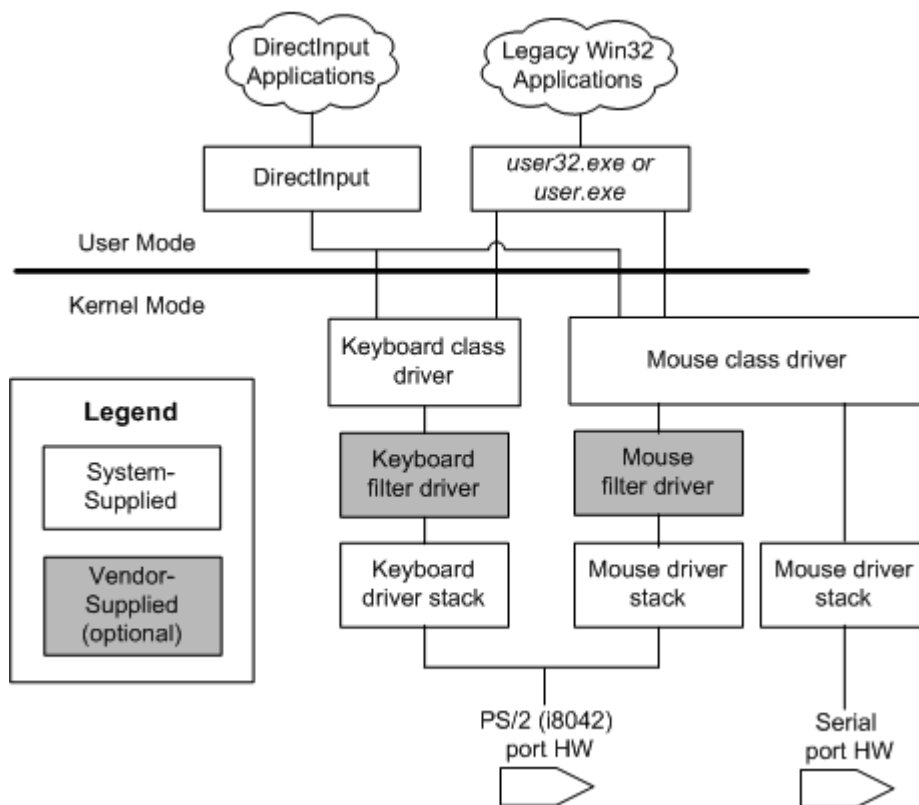 DirectInput
Applications
Legacy Win32
Applications
DirectInput
user32.exe or
user.exe
User Mode
Kernel Mode
Keyboard class
driver
Mouse class driver
Legend
System-
Supplied
Vendor-
Supplied
(optional)
Keyboard
filter driver
Mouse
filter driver
Keyboard
driver stack
Mouse driver
stack
Mouse driver
stack
PS/2 (i8042)
port HW
Serial
port HW